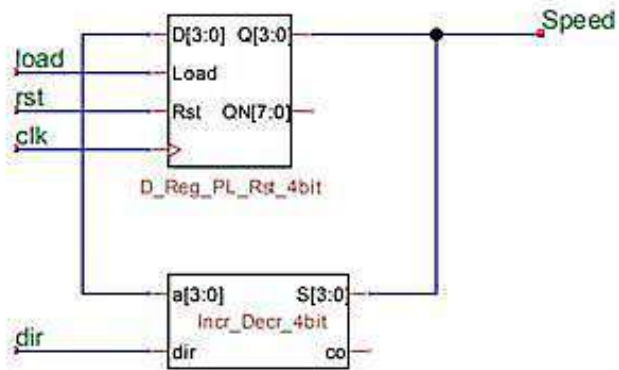 Speed
D[3:0] Q[3:0]
load
Load
rst
Rst QN[7:0]
clk
D_Reg_PL_Rst_4bit
a[3:0] S[3:0]
Incr_Decr_4bit
dir
dir co